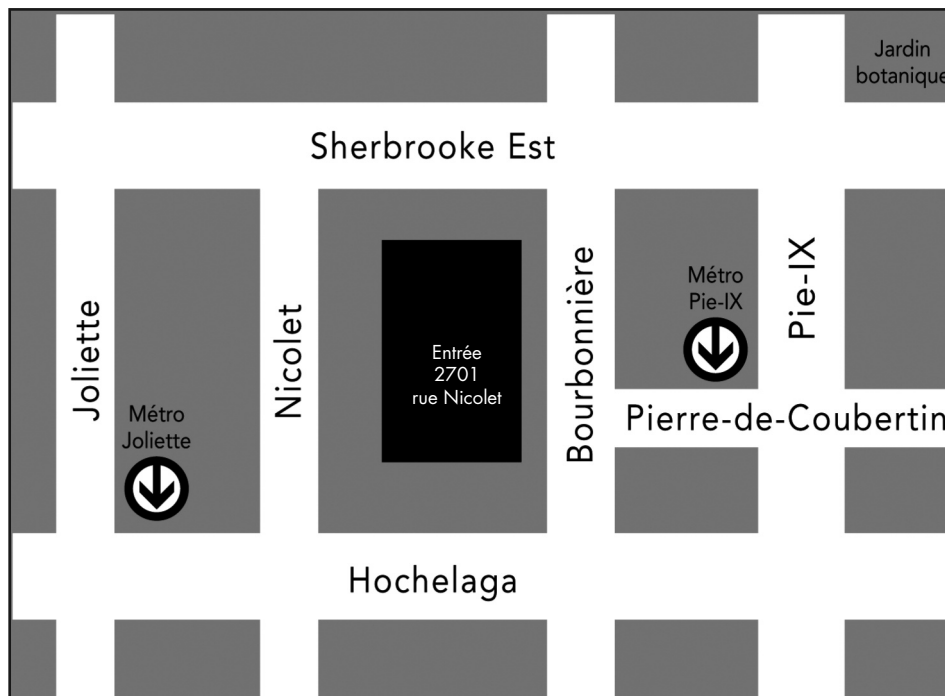 Jardin
botanique
Sherbrooke Est
Joliette
Nicolet
Bourbonnière
Pie-IX
Métro
Pie-IX
Entrée
2701
rue Nicolet
Pierre-de-Coubertin
Métro
Joliette
Hochelaga